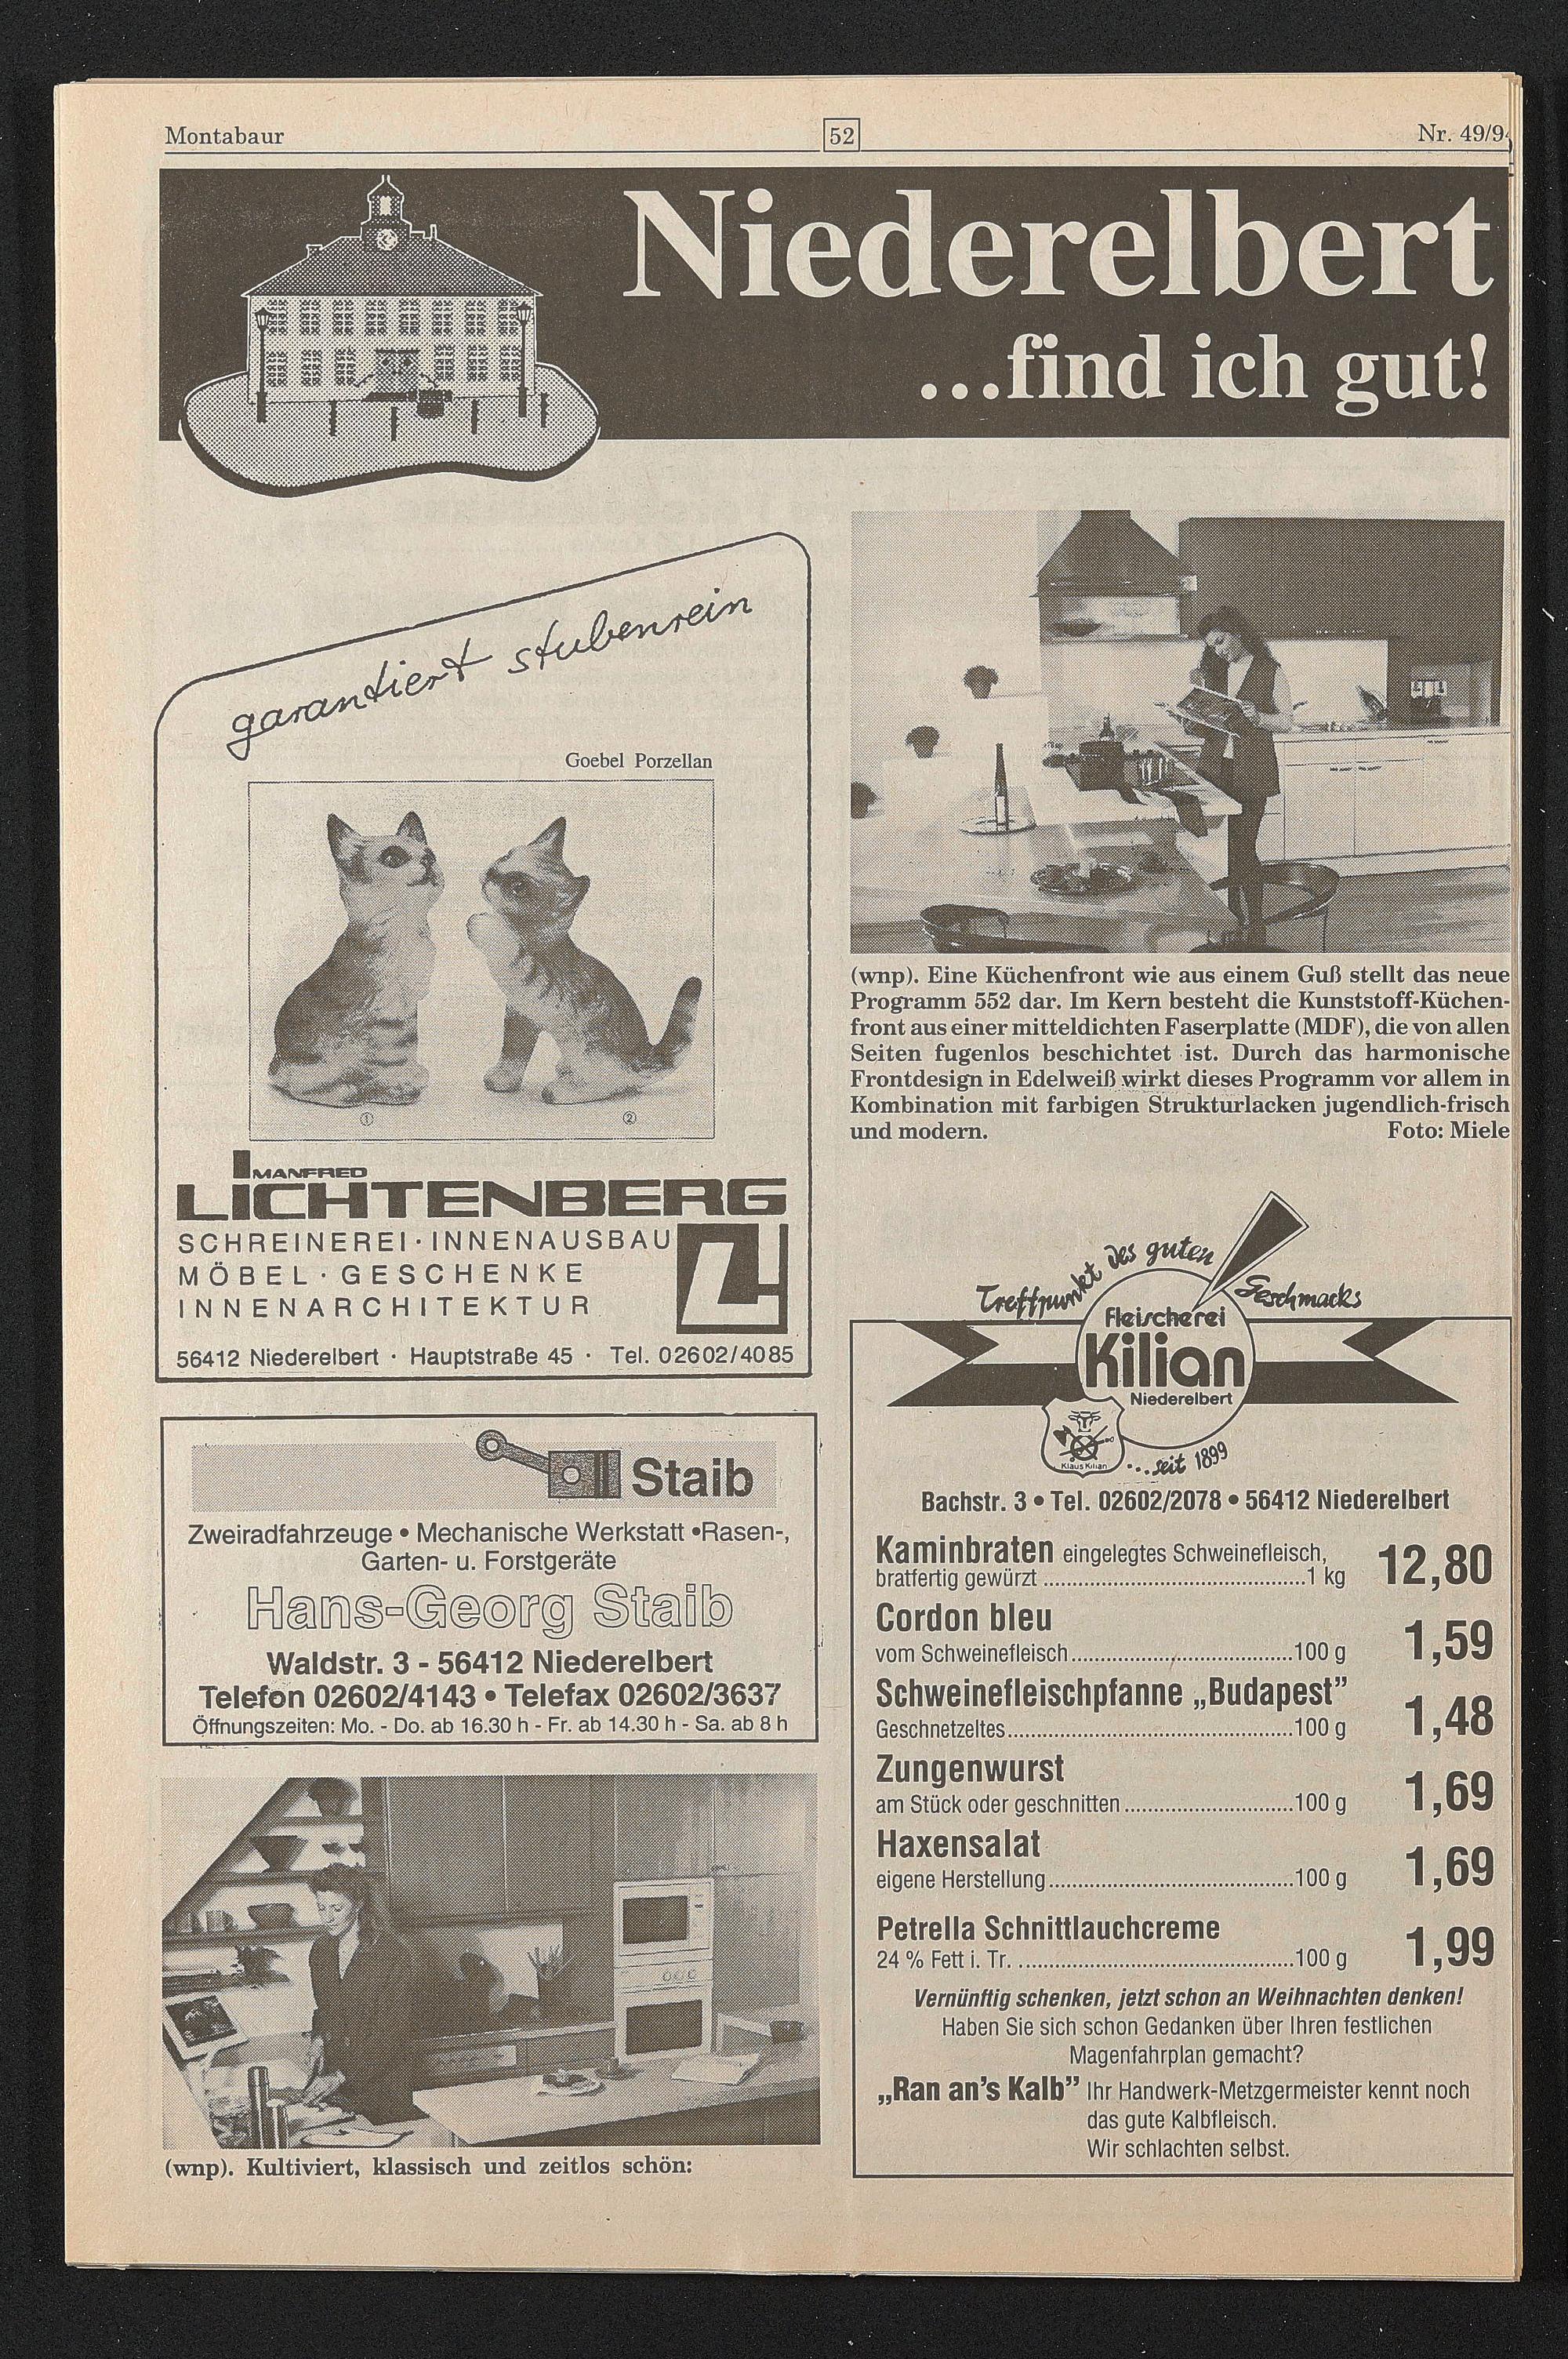 Montabaur
52
Nr. 49/94
Niederelbert
...find ich gut!
garantiert stubenrein
Goebel Porzellan
①
②
MANFRED
LICHTENBERG
SCHREINEREI · INNENAUSBAU
MÖBEL · GESCHENKE
INNENARCHITEKTUR
56412 Niederelbert · Hauptstraße 45 · Tel. 02602/4085
Staib
Zweiradfahrzeuge • Mechanische Werkstatt •Rasen-,
Garten- u. Forstgeräte
Hans-Georg Staib
Waldstr. 3 - 56412 Niederelbert
Telefon 02602/4143 • Telefax 02602/3637
Öffnungszeiten: Mo. - Do. ab 16.30 h - Fr. ab 14.30 h - Sa. ab 8 h
(wnp). Kultiviert, klassisch und zeitlos schön:
(wnp). Eine Küchenfront wie aus einem Guß stellt das neue
Programm 552 dar. Im Kern besteht die Kunststoff-Küchen-
front aus einer mitteldichten Faserplatte (MDF), die von allen
Seiten fugenlos beschichtet ist. Durch das harmonische
Frontdesign in Edelweiß wirkt dieses Programm vor allem in
Kombination mit farbigen Strukturlacken jugendlich-frisch
und modern. Foto: Miele
Treffpunkt des guten Geschmacks
Fleischerei
Kilian
Niederelbert
Klaus Kilian
...seit 1899
Bachstr. 3 • Tel. 02602/2078 • 56412 Niederelbert
Kaminbraten eingelegtes Schweinefleisch,
bratfertig gewürzt ............................................1 kg 12,80
Cordon bleu
vom Schweinefleisch......................................100 g 1,59
Schweinefleischpfanne „Budapest”
Geschnetzeltes.................................................100 g 1,48
Zungenwurst
am Stück oder geschnitten.............................100 g 1,69
Haxensalat
eigene Herstellung..........................................100 g 1,69
Petrella Schnittlauchcreme
24 % Fett i. Tr. ...............................................100 g 1,99
Vernünftig schenken, jetzt schon an Weihnachten denken!
Haben Sie sich schon Gedanken über Ihren festlichen
Magenfahrplan gemacht?
„Ran an’s Kalb” Ihr Handwerk-Metzgermeister kennt noch
das gute Kalbfleisch.
Wir schlachten selbst.